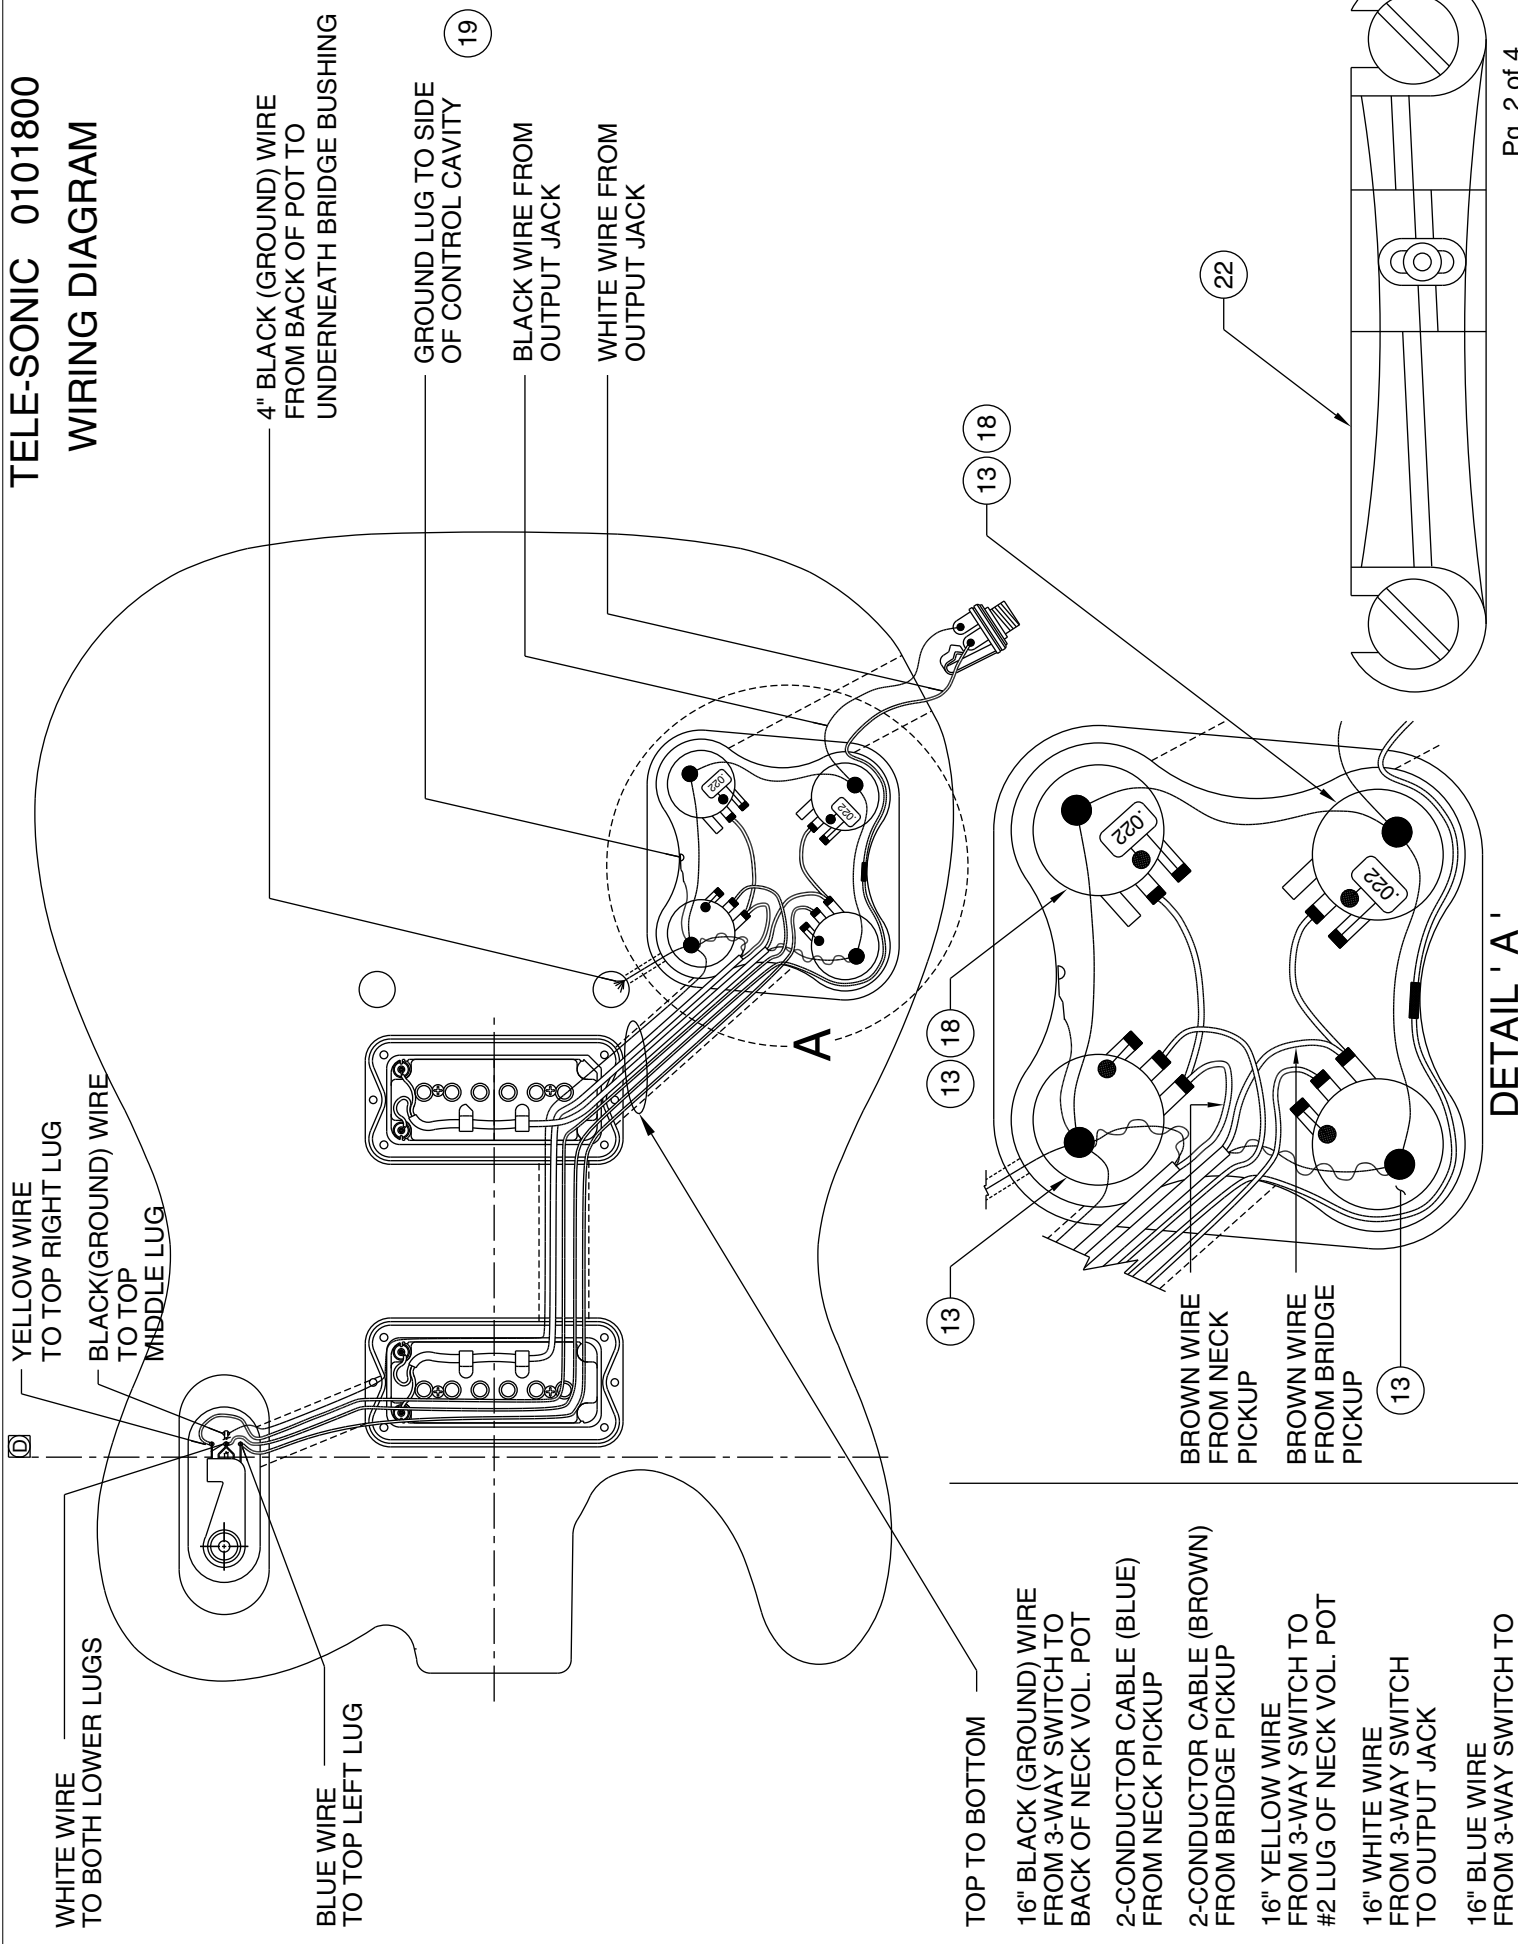 TELE-SONIC 0101800
WIRING DIAGRAM
WHITE WIRE
TO BOTH LOWER LUGS
BLUE WIRE
TO TOP LEFT LUG
D
YELLOW WIRE
TO TOP RIGHT LUG
BLACK(GROUND) WIRE
TO TOP
MIDDLE LUG
4" BLACK (GROUND) WIRE
FROM BACK OF POT TO
UNDERNEATH BRIDGE BUSHING
19
GROUND LUG TO SIDE
OF CONTROL CAVITY
BLACK WIRE FROM
OUTPUT JACK
WHITE WIRE FROM
OUTPUT JACK
.022
.022
A
TOP TO BOTTOM
16" BLACK (GROUND) WIRE
FROM 3-WAY SWITCH TO
BACK OF NECK VOL. POT
2-CONDUCTOR CABLE (BLUE)
FROM NECK PICKUP
2-CONDUCTOR CABLE (BROWN)
FROM BRIDGE PICKUP
16" YELLOW WIRE
FROM 3-WAY SWITCH TO
#2 LUG OF NECK VOL. POT
16" WHITE WIRE
FROM 3-WAY SWITCH
TO OUTPUT JACK
16" BLUE WIRE
FROM 3-WAY SWITCH TO
13
13 18
13 18
.022
.022
BROWN WIRE
FROM NECK
PICKUP
BROWN WIRE
FROM BRIDGE
PICKUP
13
DETAIL ' A '
22
Pg. 2 of 4